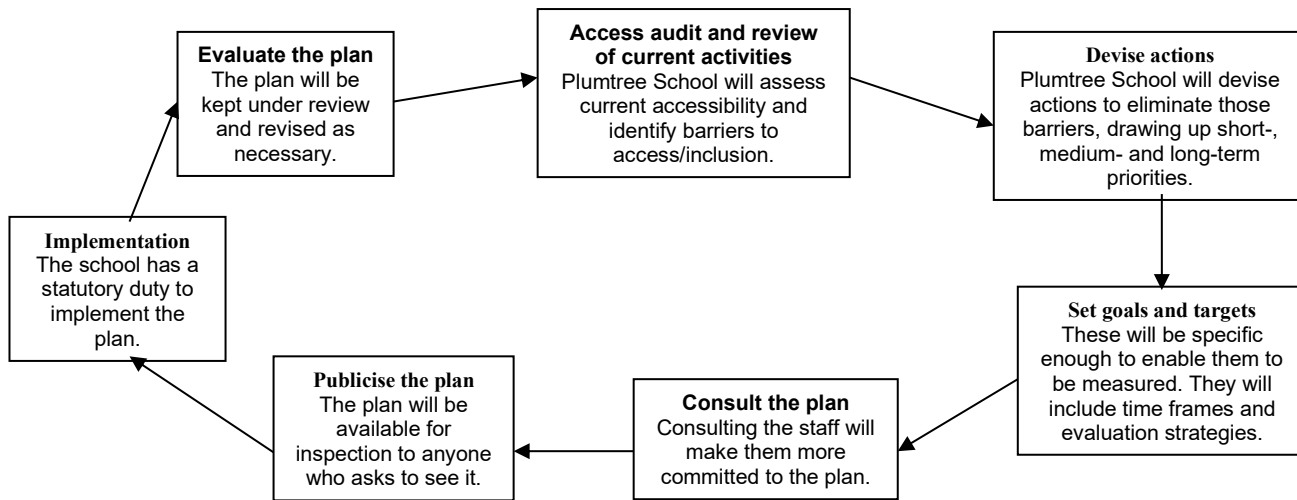 Evaluate the plan
The plan will be
kept under review
and revised as
necessary.
Access audit and review
of current activities
Plumtree School will assess
current accessibility and
identify barriers to
access/inclusion.
Devise actions
Plumtree School will devise
actions to eliminate those
barriers, drawing up short-,
medium- and long-term
priorities.
Set goals and targets
These will be specific
enough to enable them to
be measured. They will
include time frames and
evaluation strategies.
Consult the plan
Consulting the staff will
make them more
committed to the plan.
Publicise the plan
The plan will be
available for
inspection to anyone
who asks to see it.
Implementation
The school has a
statutory duty to
implement the
plan.